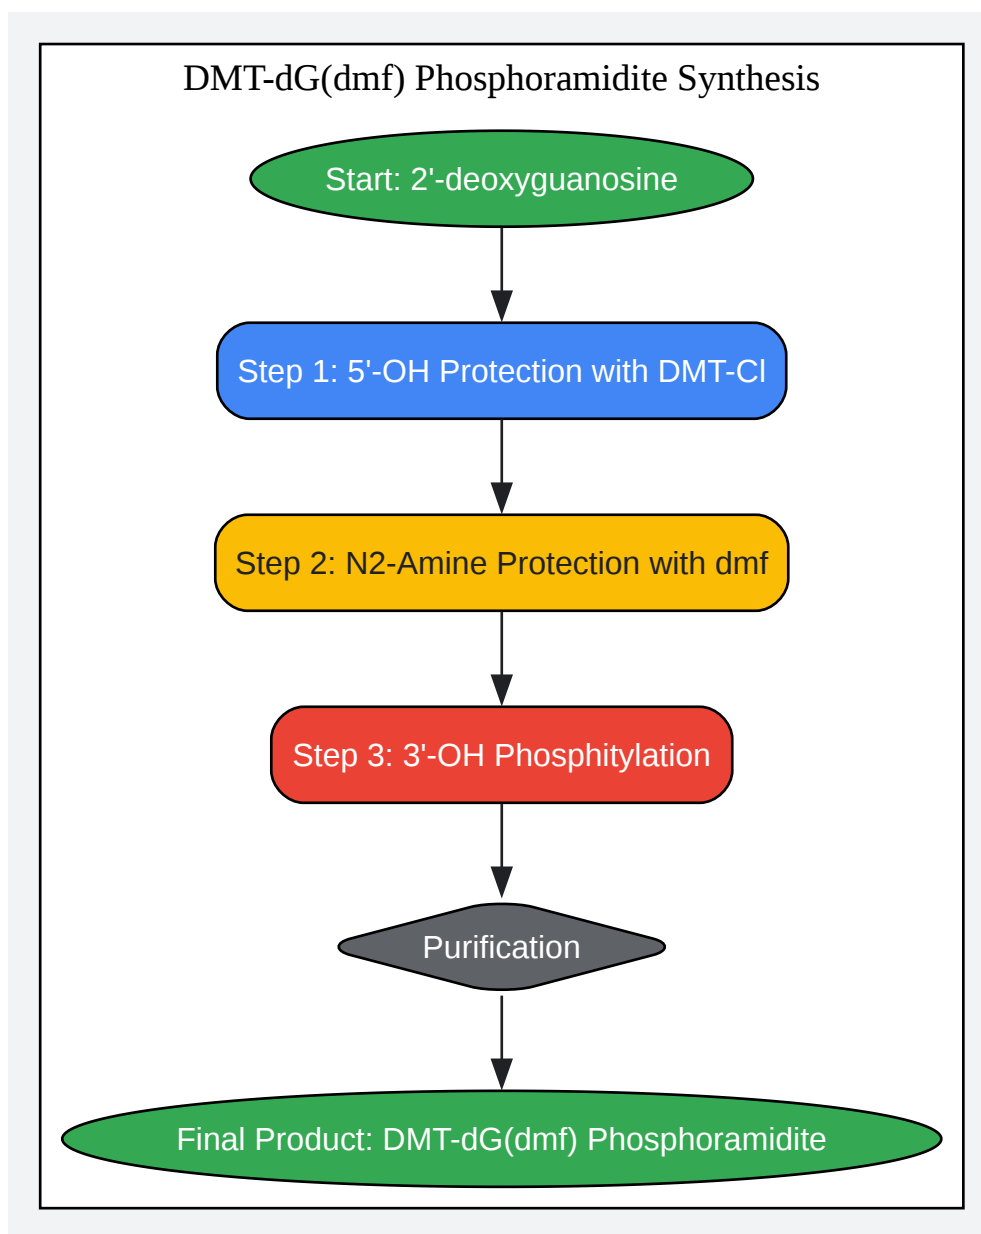 DMT-dG(dmf) Phosphoramidite Synthesis
Start: 2'-deoxyguanosine
Step 1: 5'-OH Protection with DMT-Cl
Step 2: N2-Amine Protection with dmf
Step 3: 3'-OH Phosphitylation
Purification
Final Product: DMT-dG(dmf) Phosphoramidite